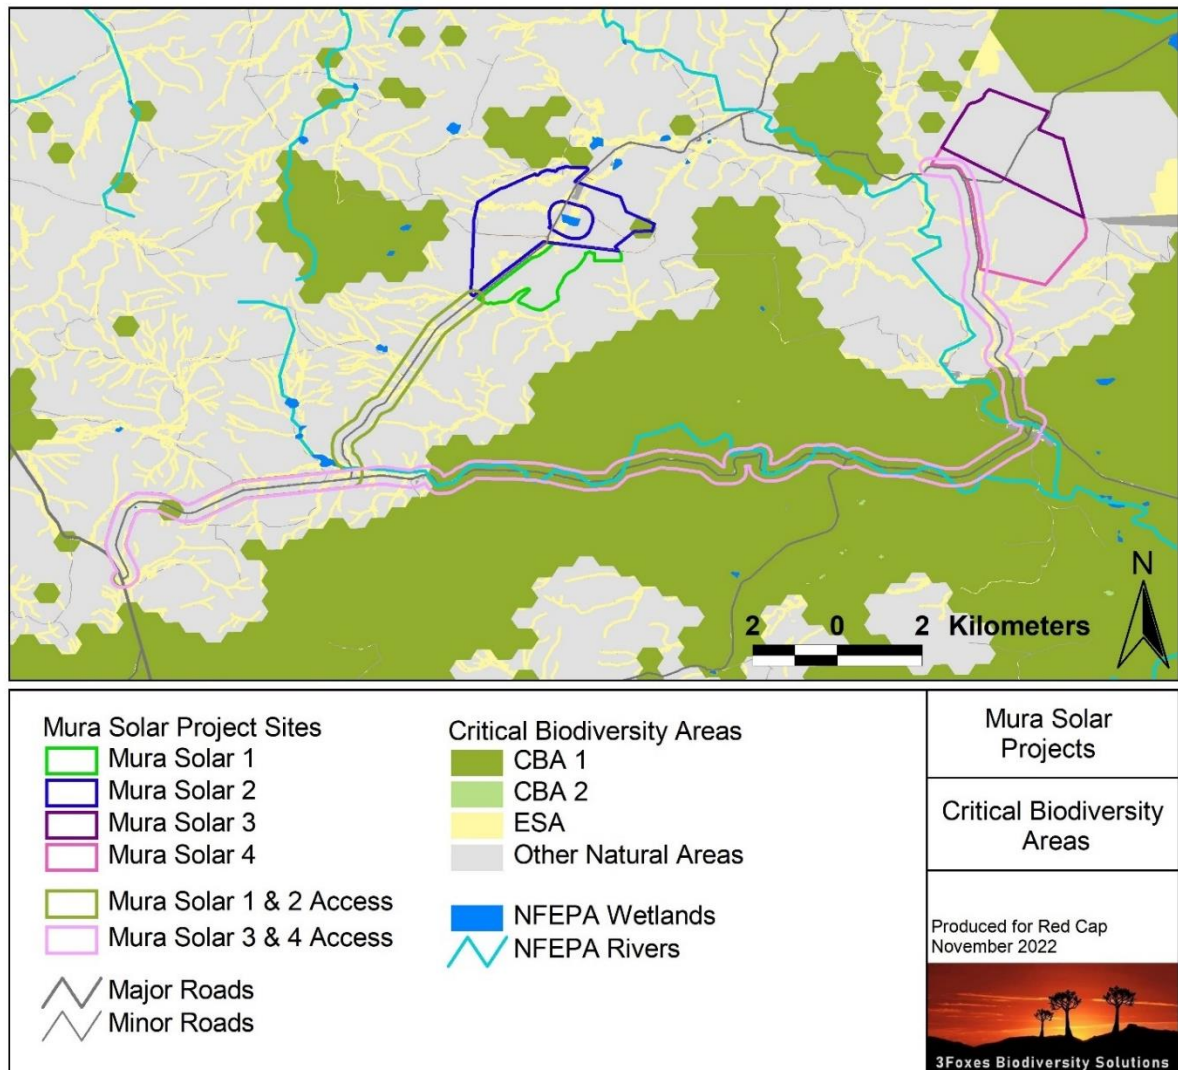 N
2 0 2 Kilometers
Mura Solar Project Sites
Mura Solar 1
Mura Solar 2
Mura Solar 3
Mura Solar 4
Mura Solar 1 & 2 Access
Mura Solar 3 & 4 Access
Major Roads
Minor Roads
Critical Biodiversity Areas
CBA 1
CBA 2
ESA
Other Natural Areas
NFEPA Wetlands
NFEPA Rivers
Mura Solar
Projects
Critical Biodiversity
Areas
Produced for Red Cap
November 2022
3Foxes Biodiversity Solutions